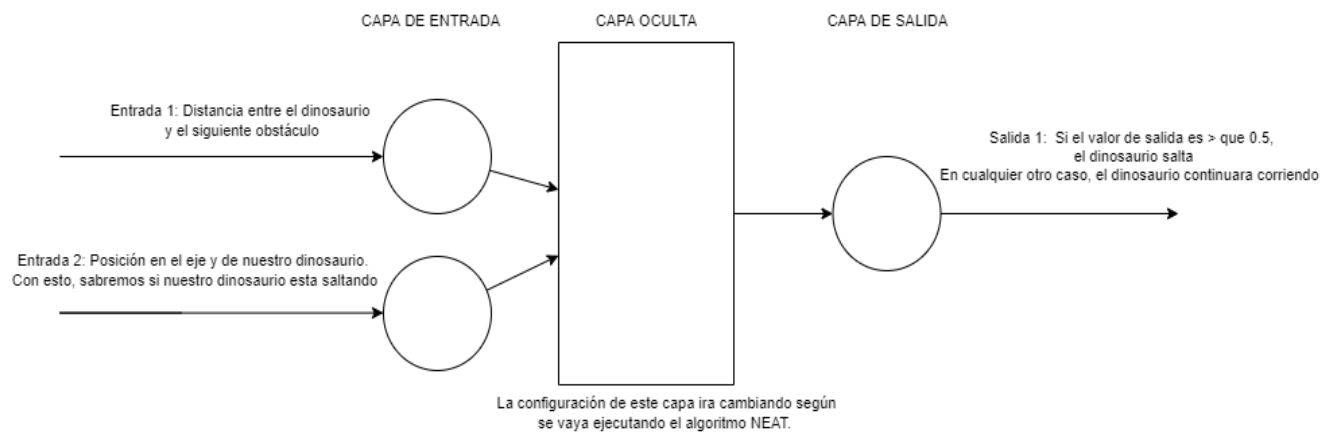 CAPA DE ENTRADA
CAPA OCULTA
CAPA DE SALIDA
Entrada 1: Distancia entre el dinosaurio
y el siguiente obstáculo
Salida 1:  Si el valor de salida es > que 0.5,
el dinosaurio salta
En cualquier otro caso, el dinosaurio continuara corriendo
Entrada 2: Posición en el eje y de nuestro dinosaurio.
Con esto, sabremos si nuestro dinosaurio esta saltando
La configuración de este capa ira cambiando según
se vaya ejecutando el algoritmo NEAT.